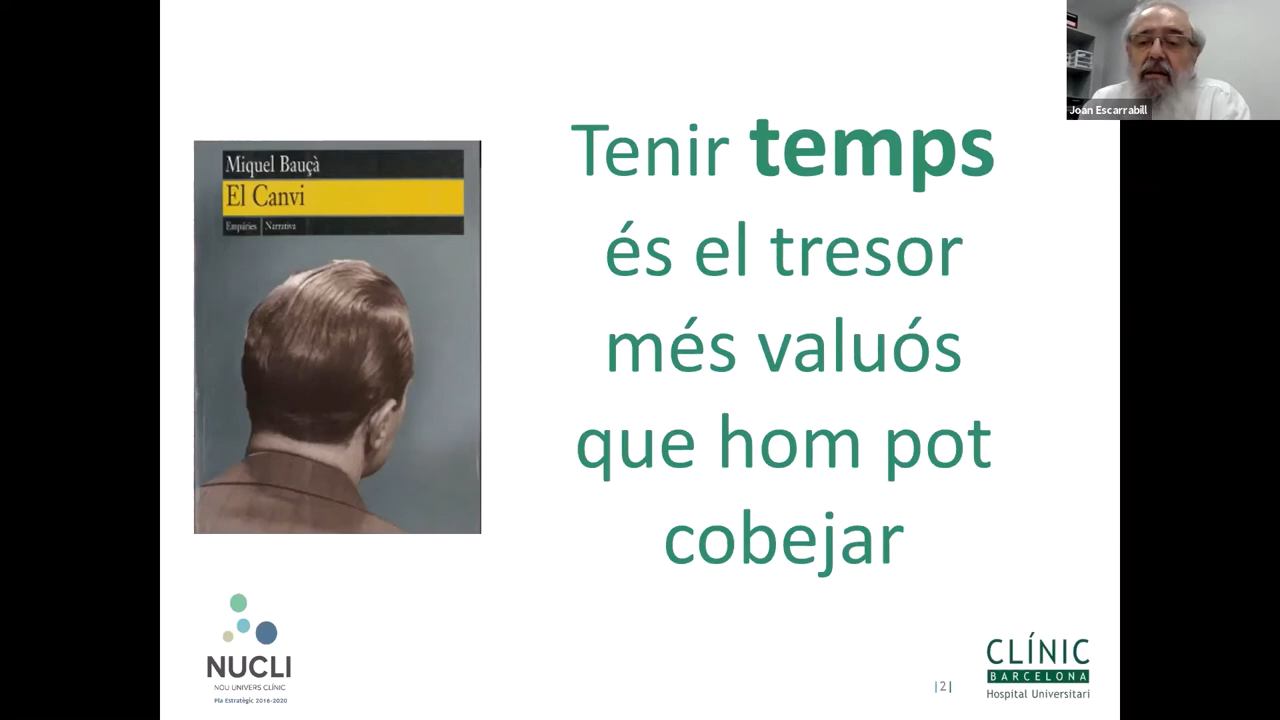 Joan Escarrabill
Miquel Bauçà
El Canvi
Empúries | Narrativa
Tenir temps
és el tresor
més valuós
que hom pot
cobejar
NUCLI
NOU UNIVERS CLÍNIC
Pla Estratègic 2016-2020
|2|
CLÍNIC
BARCELONA
Hospital Universitari